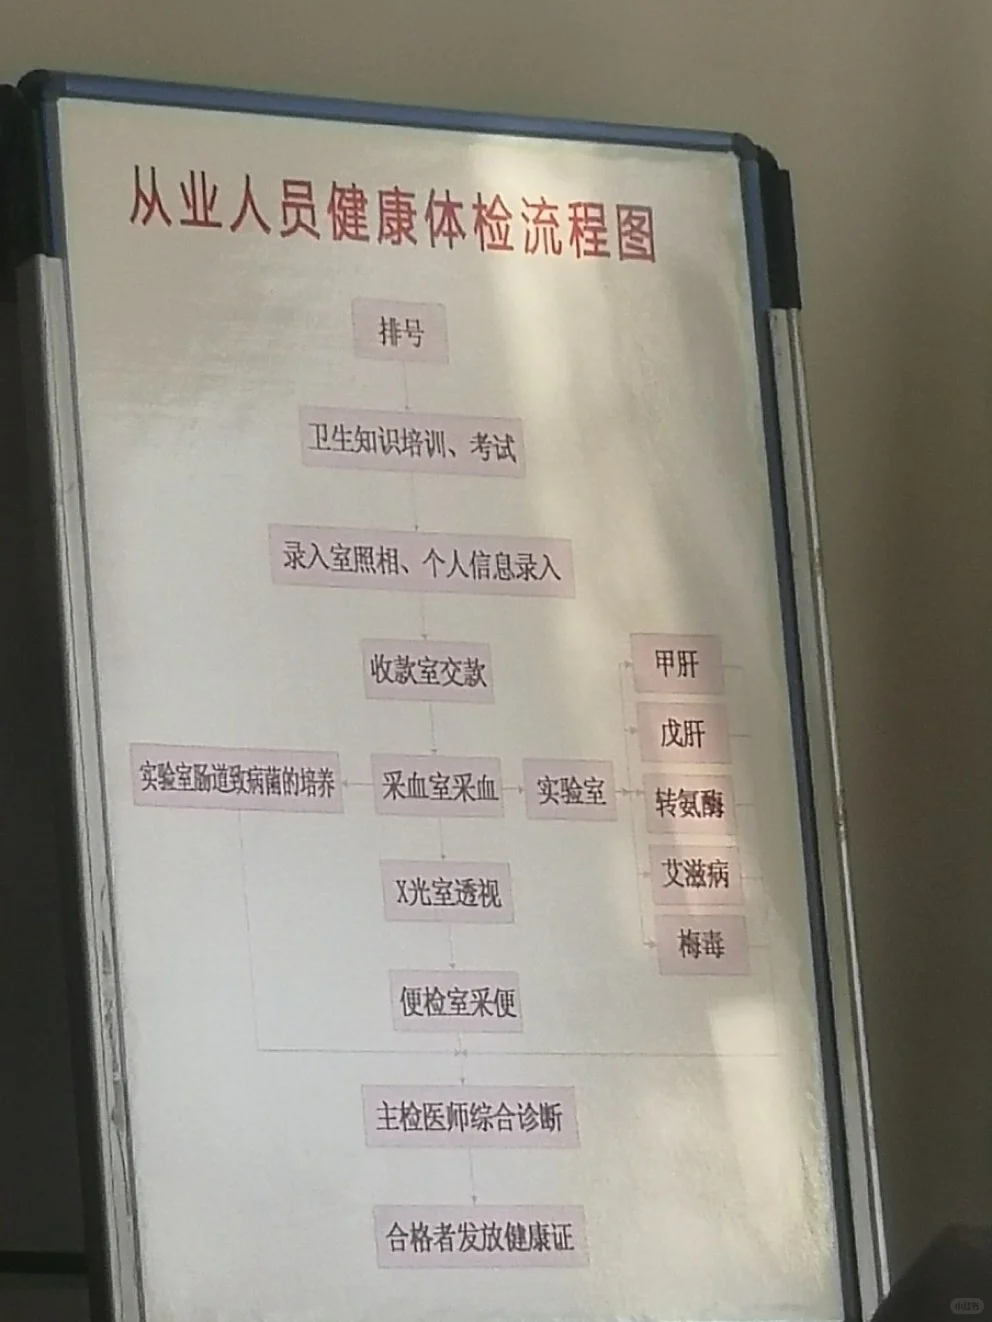 从业人员健康体检流程图
排号
卫生知识培训、考试
录入室照相、个人信息录入
收款室交款
实验室肠道致病菌的培养
采血室采血
实验室
甲肝
戊肝
转氨酶
艾滋病
梅毒
X光室透视
便检室采便
主检医师综合诊断
合格者发放健康证
小红书